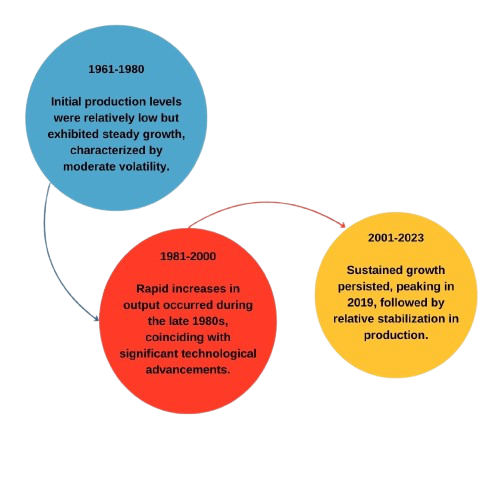 1961-1980
Initial production levels
were relatively low but
exhibited steady growth,
characterized by
moderate volatility.
1981-2000
Rapid increases in
output occurred during
the late 1980s,
coinciding with
significant technological
advancements.
2001-2023
Sustained growth
persisted, peaking in
2019, followed by
relative stabilization in
production.